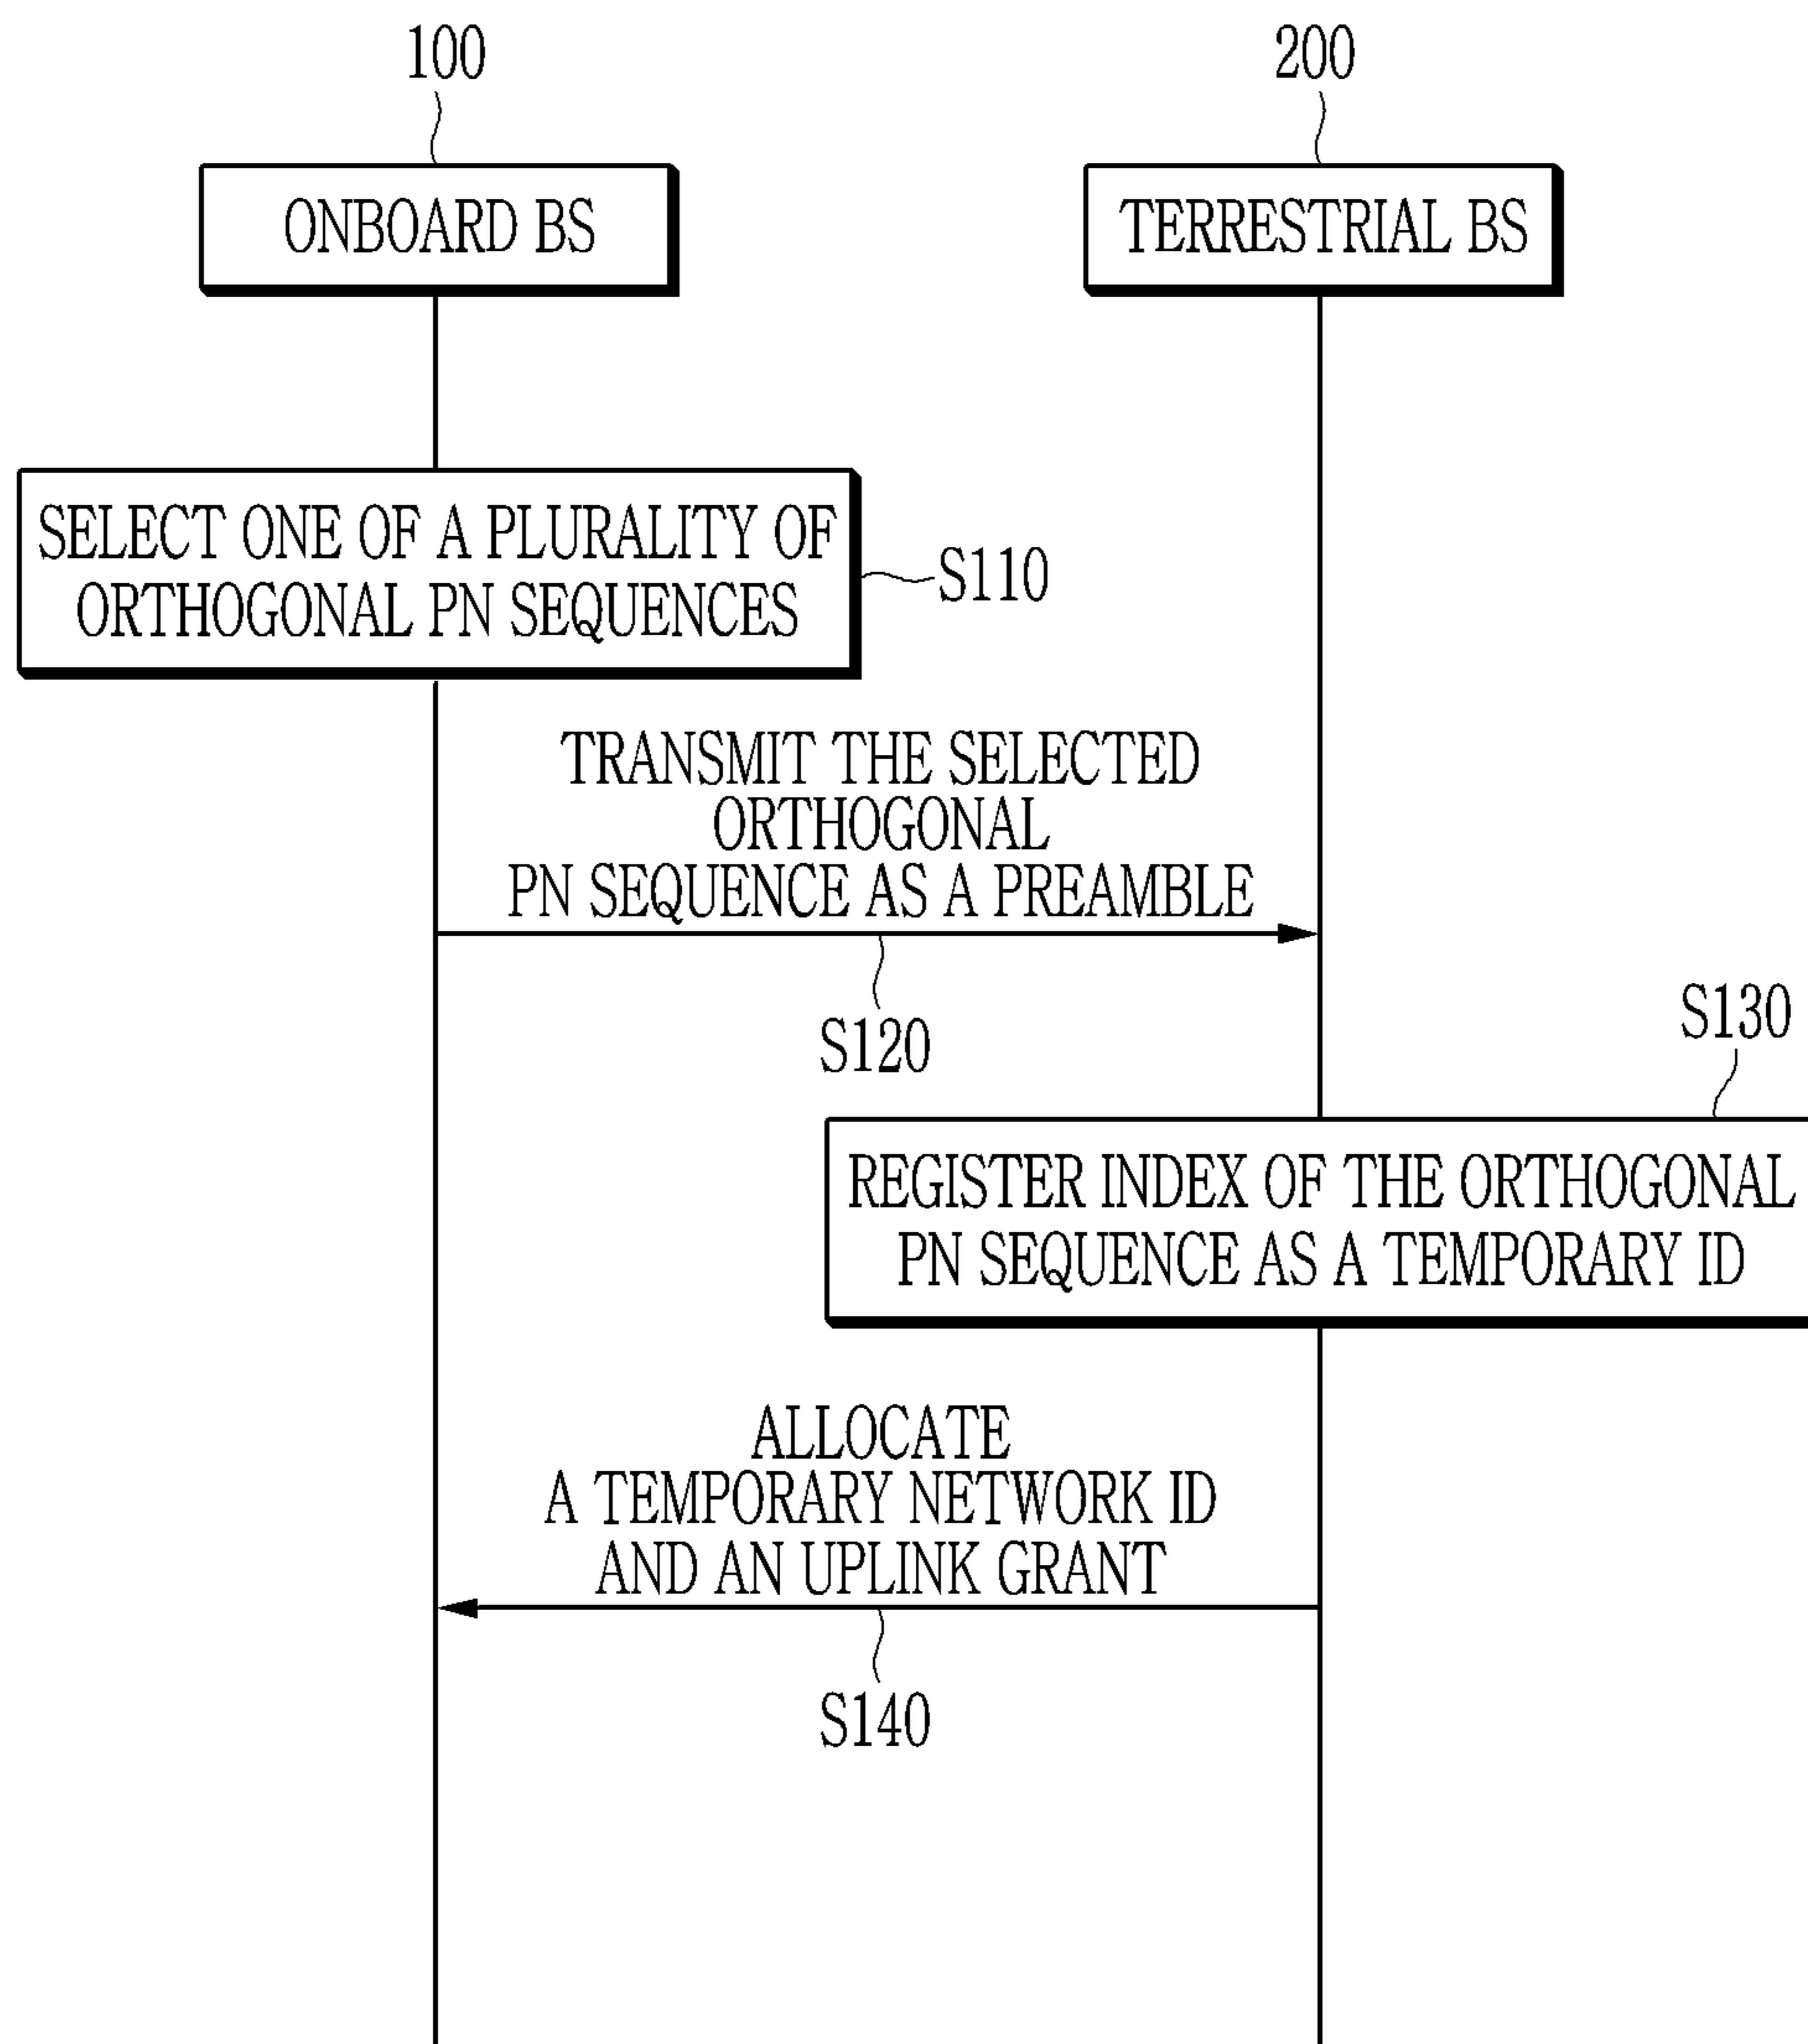 100
200
ONBOARD BS
TERRESTRIAL BS
SELECT ONE OF A PLURALITY OF
ORTHOGONAL PN SEQUENCES
S110
TRANSMIT THE SELECTED
ORTHOGONAL
PN SEQUENCE AS A PREAMBLE
S120
S130
REGISTER INDEX OF THE ORTHOGONAL
PN SEQUENCE AS A TEMPORARY ID
ALLOCATE
A TEMPORARY NETWORK ID
AND AN UPLINK GRANT
S140